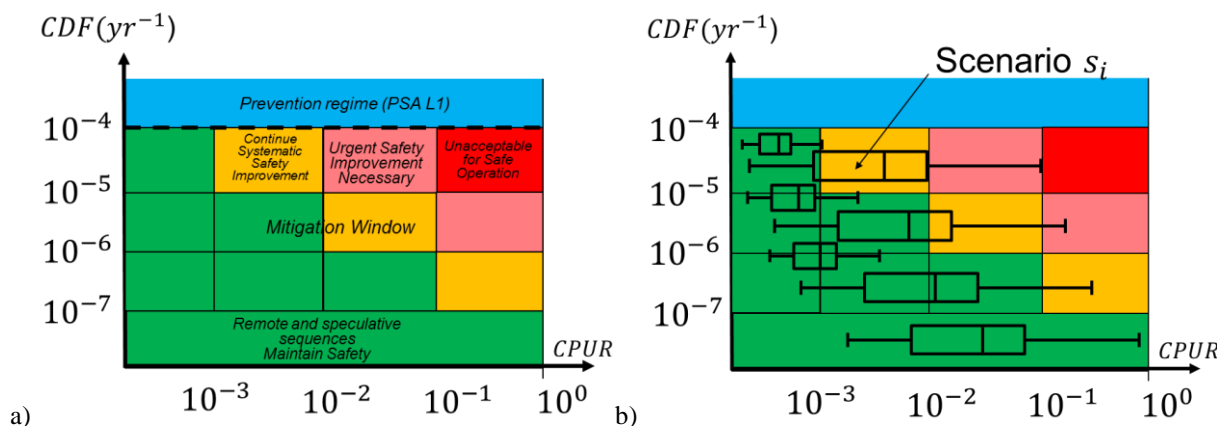 CDF(yr⁻¹)
Prevention regime (PSA L1)
10⁻⁴
Continue
Systematic
Safety
Improvement
Urgent Safety
Improvement
Necessary
Unacceptable
for Safe
Operation
10⁻⁵
Mitigation Window
10⁻⁶
10⁻⁷
Remote and speculative
sequences
Maintain Safety
CPUR
10⁻³
10⁻²
10⁻¹
10⁰
a)
CDF(yr⁻¹)
Scenario sᵢ
10⁻⁴
10⁻⁵
10⁻⁶
10⁻⁷
CPUR
10⁻³
10⁻²
10⁻¹
10⁰
b)